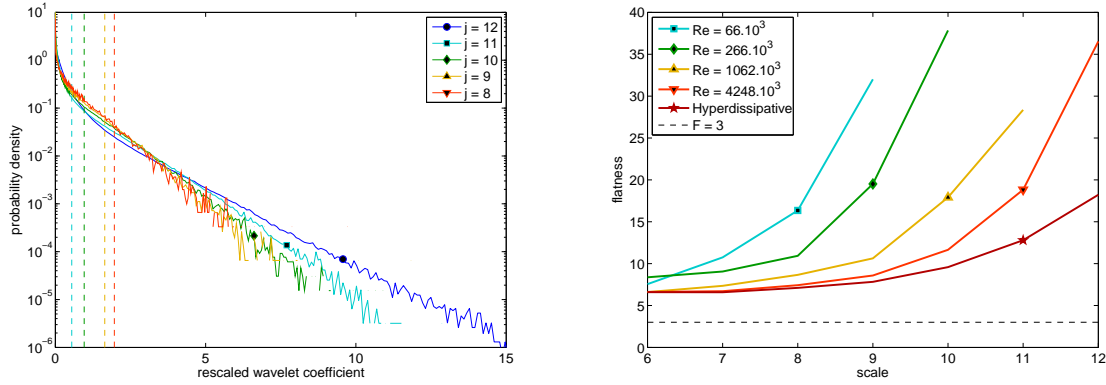 10^1
10^0
10^-1
10^-2
10^-3
10^-4
10^-5
10^-6
probability density
0
5
10
15
rescaled wavelet coefficient
j = 12
j = 11
j = 10
j = 9
j = 8
40
35
30
25
20
15
10
5
0
flatness
6
7
8
9
10
11
12
scale
Re = 66.10^3
Re = 266.10^3
Re = 1062.10^3
Re = 4248.10^3
Hyperdissipative
F = 3